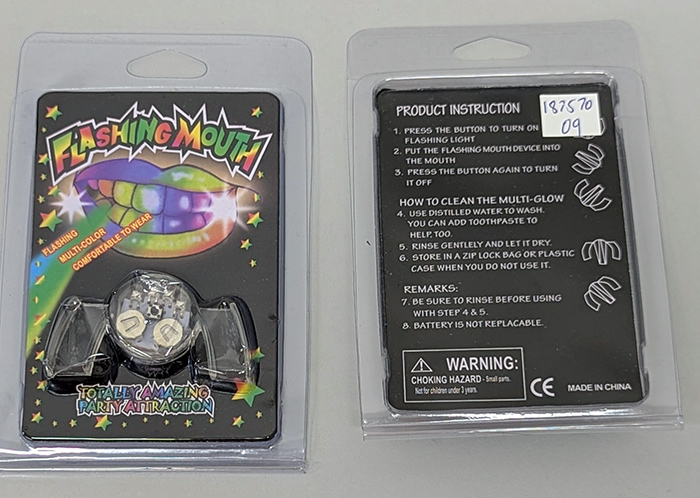 FLASHING MOUTH
FLASHING
MULTI-COLOR
COMFORTABLE TO WEAR
TOTALLY AMAZING
PARTY ATTRACTION
PRODUCT INSTRUCTION
187570
09
1. PRESS THE BUTTON TO TURN ON
FLASHING LIGHT
2. PUT THE FLASHING MOUTH DEVICE INTO
THE MOUTH
3. PRESS THE BUTTON AGAIN TO TURN
IT OFF
HOW TO CLEAN THE MULTI-GLOW
4. USE DISTILLED WATER TO WASH.
YOU CAN ADD TOOTHPASTE TO
HELP, TOO.
5. RINSE GENTLEELY AND LET IT DRY.
6. STORE IN A ZIP LOCK BAG OR PLASTIC
CASE WHEN YOU DO NOT USE IT.
REMARKS:
7. BE SURE TO RINSE BEFORE USING
WITH STEP 4 & 5.
8. BATTERY IS NOT REPLACABLE.
WARNING:
CHOKING HAZARD - Small parts.
Not for children under 3 years.
CE
MADE IN CHINA